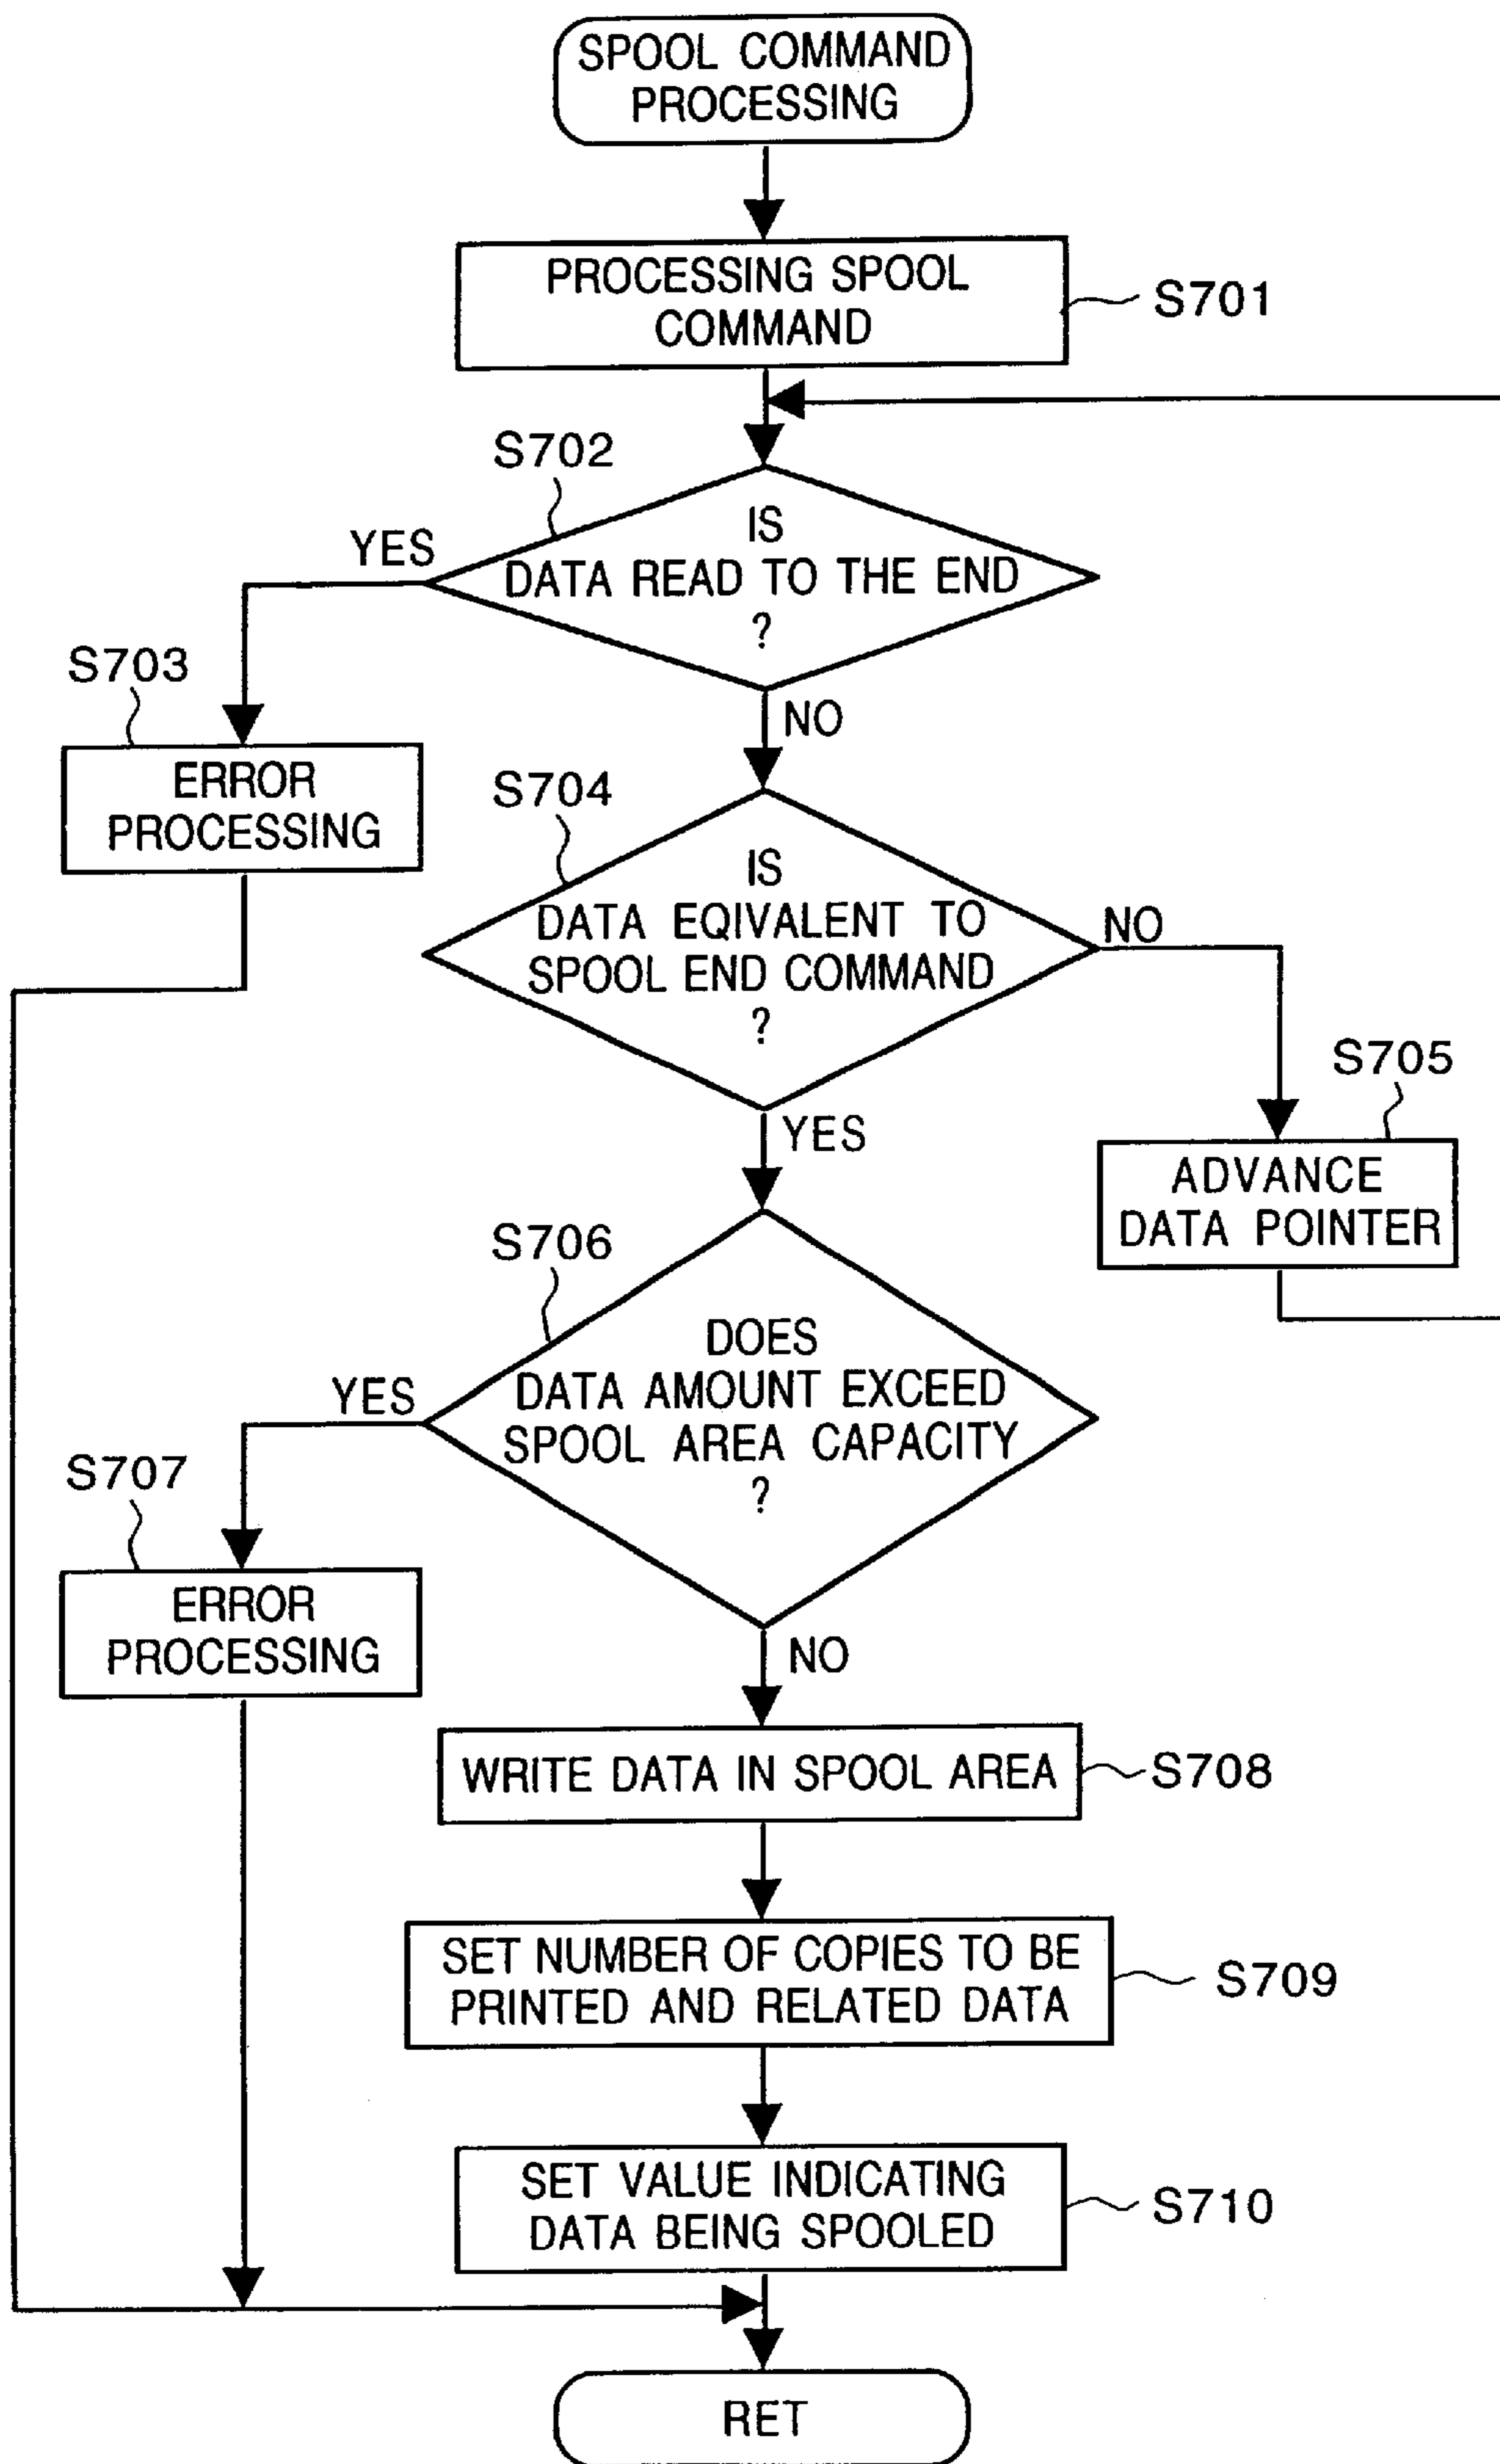 SPOOL COMMAND
PROCESSING
PROCESSING SPOOL
COMMAND
S701
S702
IS
DATA READ TO THE END
?
YES
NO
S703
ERROR
PROCESSING
S704
IS
DATA EQIVALENT TO
SPOOL END COMMAND
?
NO
YES
S705
ADVANCE
DATA POINTER
S706
DOES
DATA AMOUNT EXCEED
SPOOL AREA CAPACITY
?
YES
NO
S707
ERROR
PROCESSING
WRITE DATA IN SPOOL AREA
S708
SET NUMBER OF COPIES TO BE
PRINTED AND RELATED DATA
S709
SET VALUE INDICATING
DATA BEING SPOOLED
S710
RET